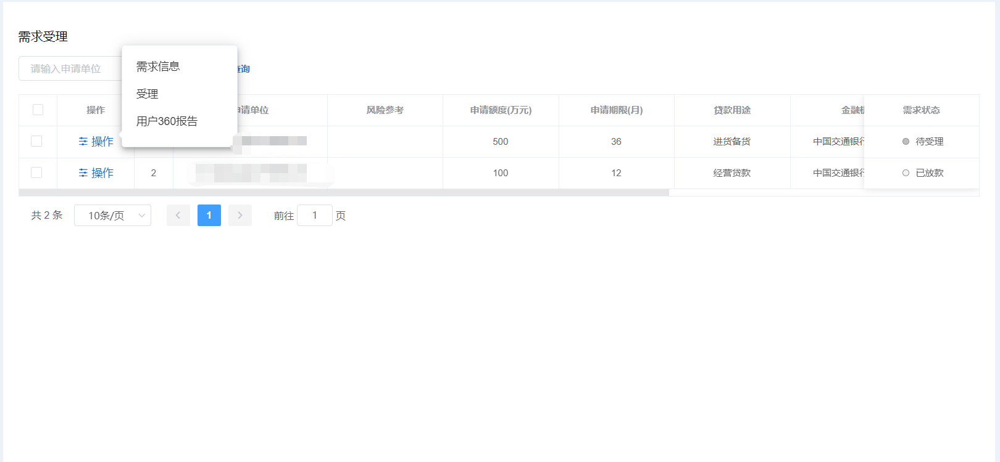 需求受理
请输入申请单位
查询
需求信息
受理
用户360报告
操作 申请单位 风险参考 申请额度(万元) 申请期限(月) 贷款用途 金融机 需求状态
操作 500 36 进货备货 中国交通银行 待受理
操作 2 100 12 经营贷款 中国交通银行 已放款
共 2 条 10条/页 1 前往 1 页